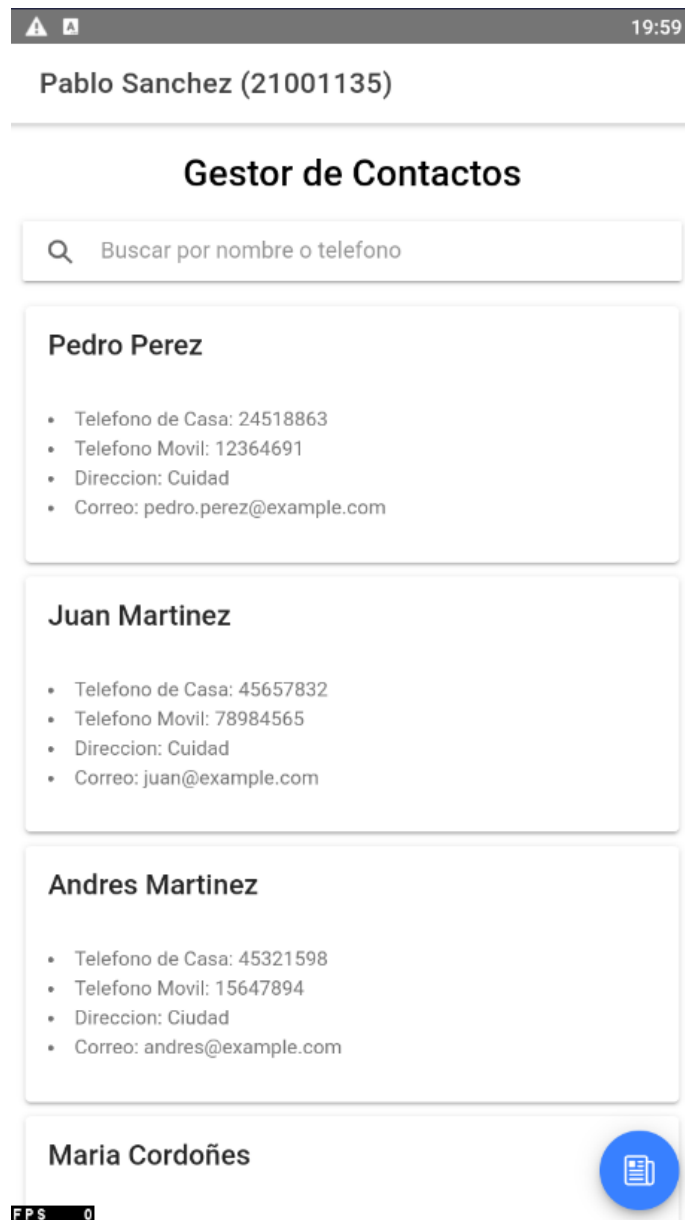 19:59
Pablo Sanchez (21001135)
Gestor de Contactos
Buscar por nombre o telefono
Pedro Perez
• Telefono de Casa: 24518863
• Telefono Movil: 12364691
• Direccion: Cuidad
• Correo: pedro.perez@example.com
Juan Martinez
• Telefono de Casa: 45657832
• Telefono Movil: 78984565
• Direccion: Cuidad
• Correo: juan@example.com
Andres Martinez
• Telefono de Casa: 45321598
• Telefono Movil: 15647894
• Direccion: Ciudad
• Correo: andres@example.com
Maria Cordoñes
FPS 0